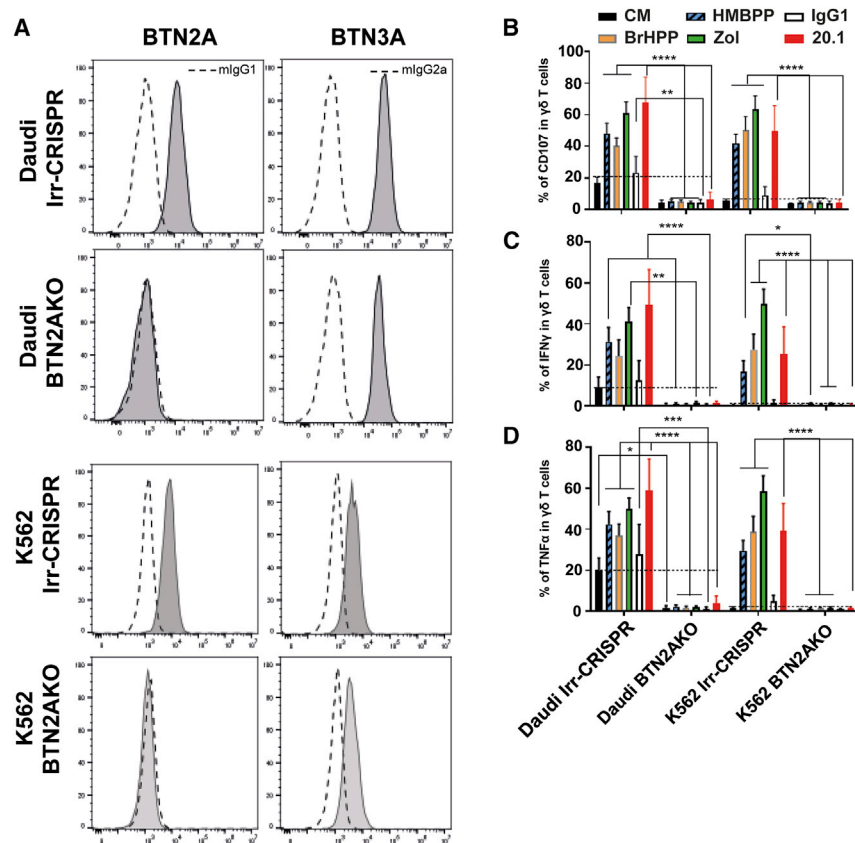 A
BTN2A
BTN3A
mIgG1
mIgG2a
Daudi
Irr-CRISPR
Daudi
BTN2AKO
K562
Irr-CRISPR
K562
BTN2AKO
CM
HMBPP
IgG1
BrHPP
Zol
20.1
B
% of CD107 in γδ T cells
100
80
60
40
20
0
****
**
****
C
% of IFNγ in γδ T cells
80
60
40
20
0
****
**
*
****
D
% of TNFα in γδ T cells
80
60
40
20
0
***
****
*
****
Daudi Irr-CRISPR
Daudi BTN2AKO
K562 Irr-CRISPR
K562 BTN2AKO